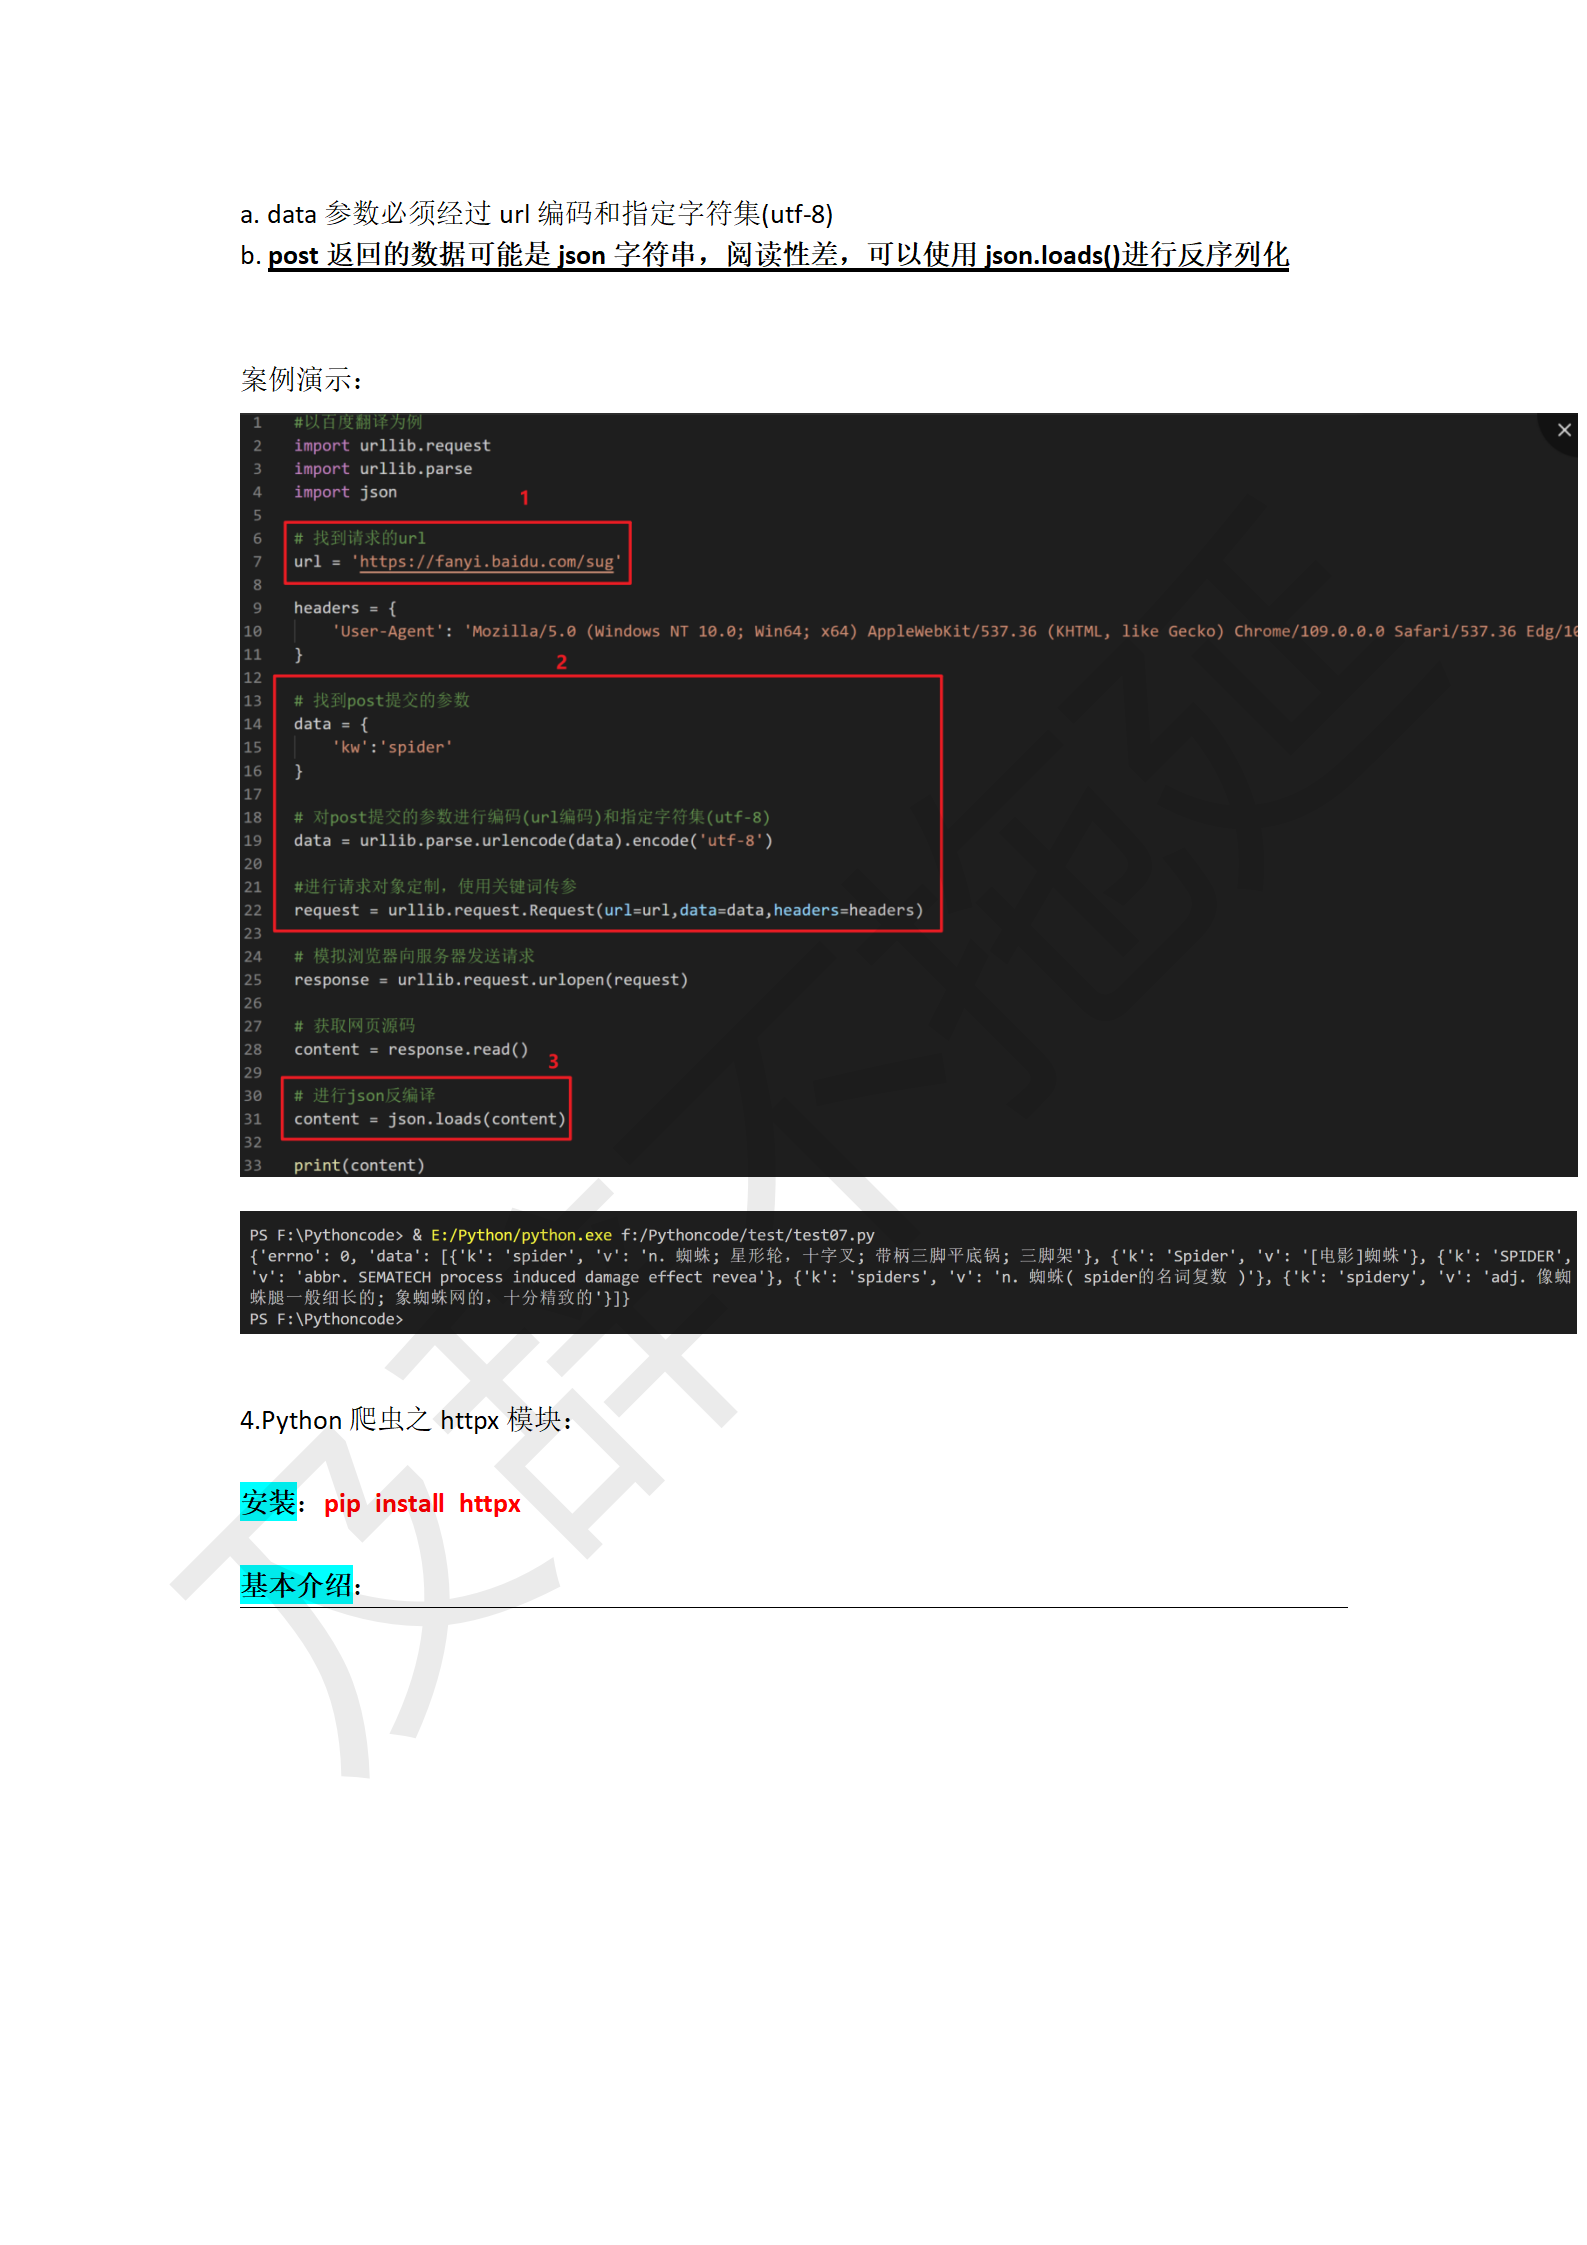 a. data 参数必须经过 url 编码和指定字符集(utf-8)
b. post 返回的数据可能是 json 字符串，阅读性差，可以使用 json.loads()进行反序列化
案例演示：
1 #以百度翻译为例
2 import urllib.request
3 import urllib.parse
4 import json
1
5
6 # 找到请求的url
7 url = 'https://fanyi.baidu.com/sug'
8
9 headers = {
10 'User-Agent': 'Mozilla/5.0 (Windows NT 10.0; Win64; x64) AppleWebKit/537.36 (KHTML, like Gecko) Chrome/109.0.0.0 Safari/537.36 Edg/10
11 }
2
12
13 # 找到post提交的参数
14 data = {
15 'kw':'spider'
16 }
17
18 # 对post提交的参数进行编码(url编码)和指定字符集(utf-8)
19 data = urllib.parse.urlencode(data).encode('utf-8')
20
21 #进行请求对象定制，使用关键词传参
22 request = urllib.request.Request(url=url,data=data,headers=headers)
23
24 # 模拟浏览器向服务器发送请求
25 response = urllib.request.urlopen(request)
26
27 # 获取网页源码
28 content = response.read()
3
29
30 # 进行json反编译
31 content = json.loads(content)
32
33 print(content)
PS F:\Pythoncode> & E:/Python/python.exe f:/Pythoncode/test/test07.py
{'errno': 0, 'data': [{'k': 'spider', 'v': 'n. 蜘蛛; 星形轮，十字叉; 带柄三脚平底锅; 三脚架'}, {'k': 'Spider', 'v': '[电影]蜘蛛'}, {'k': 'SPIDER',
'v': 'abbr. SEMATECH process induced damage effect revea'}, {'k': 'spiders', 'v': 'n. 蜘蛛( spider的名词复数 )'}, {'k': 'spidery', 'v': 'adj. 像蜘
蛛腿一般细长的; 象蜘蛛网的，十分精致的'}]}
PS F:\Pythoncode>
4.Python 爬虫之 httpx 模块：
安装：pip install httpx
基本介绍：
及辞不拖延